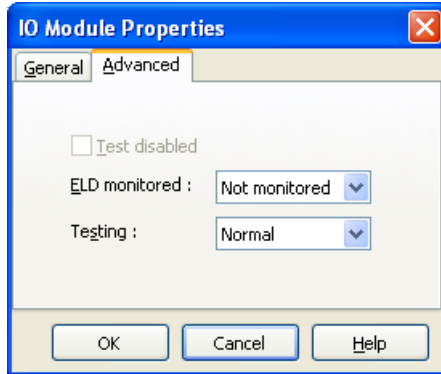 IO Module Properties
General Advanced
Test disabled
ELD monitored : Not monitored
Testing : Normal
OK Cancel Help